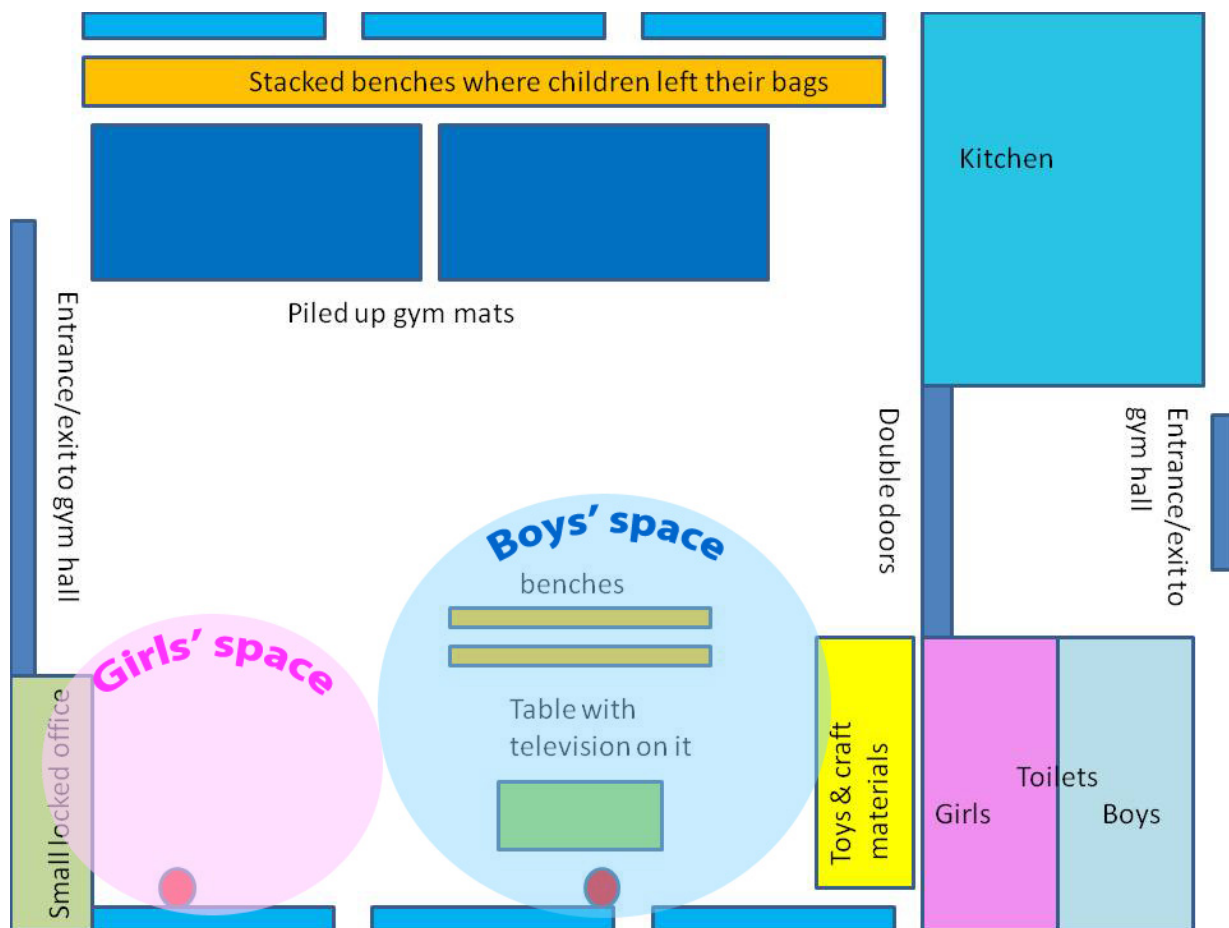 Stacked benches where children left their bags
Kitchen
Piled up gym mats
Entrance/exit to gym hall
Double doors
Entrance/exit to
gym hall
Boys' space
benches
Girls' space
Table with
television on it
Small locked office
Toys & craft
materials
Toilets
Girls
Boys